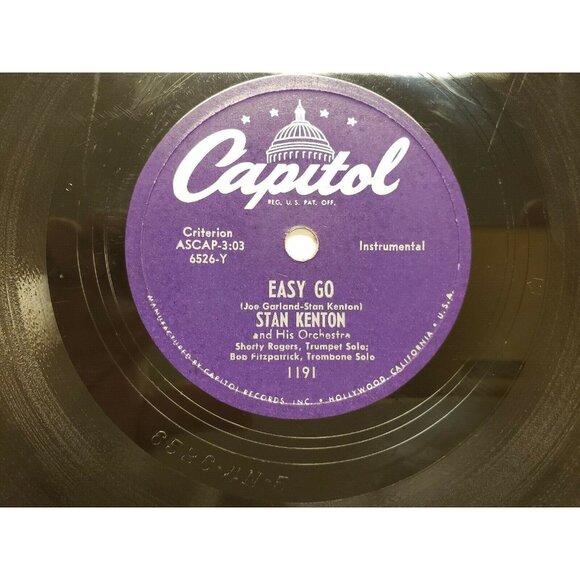 Capitol
REG. U. S. PAT. OFF.
Criterion
ASCAP-3:03
6526-Y
Instrumental
EASY GO
(Joe Garland-Stan Kenton)
STAN KENTON
and His Orchestra
Shorty Rogers, Trumpet Solo;
Bob Fitzpatrick, Trombone Solo
1191
MANUFACTURED BY CAPITOL RECORDS, INC. • HOLLYWOOD, CALIFORNIA, U.S.A.